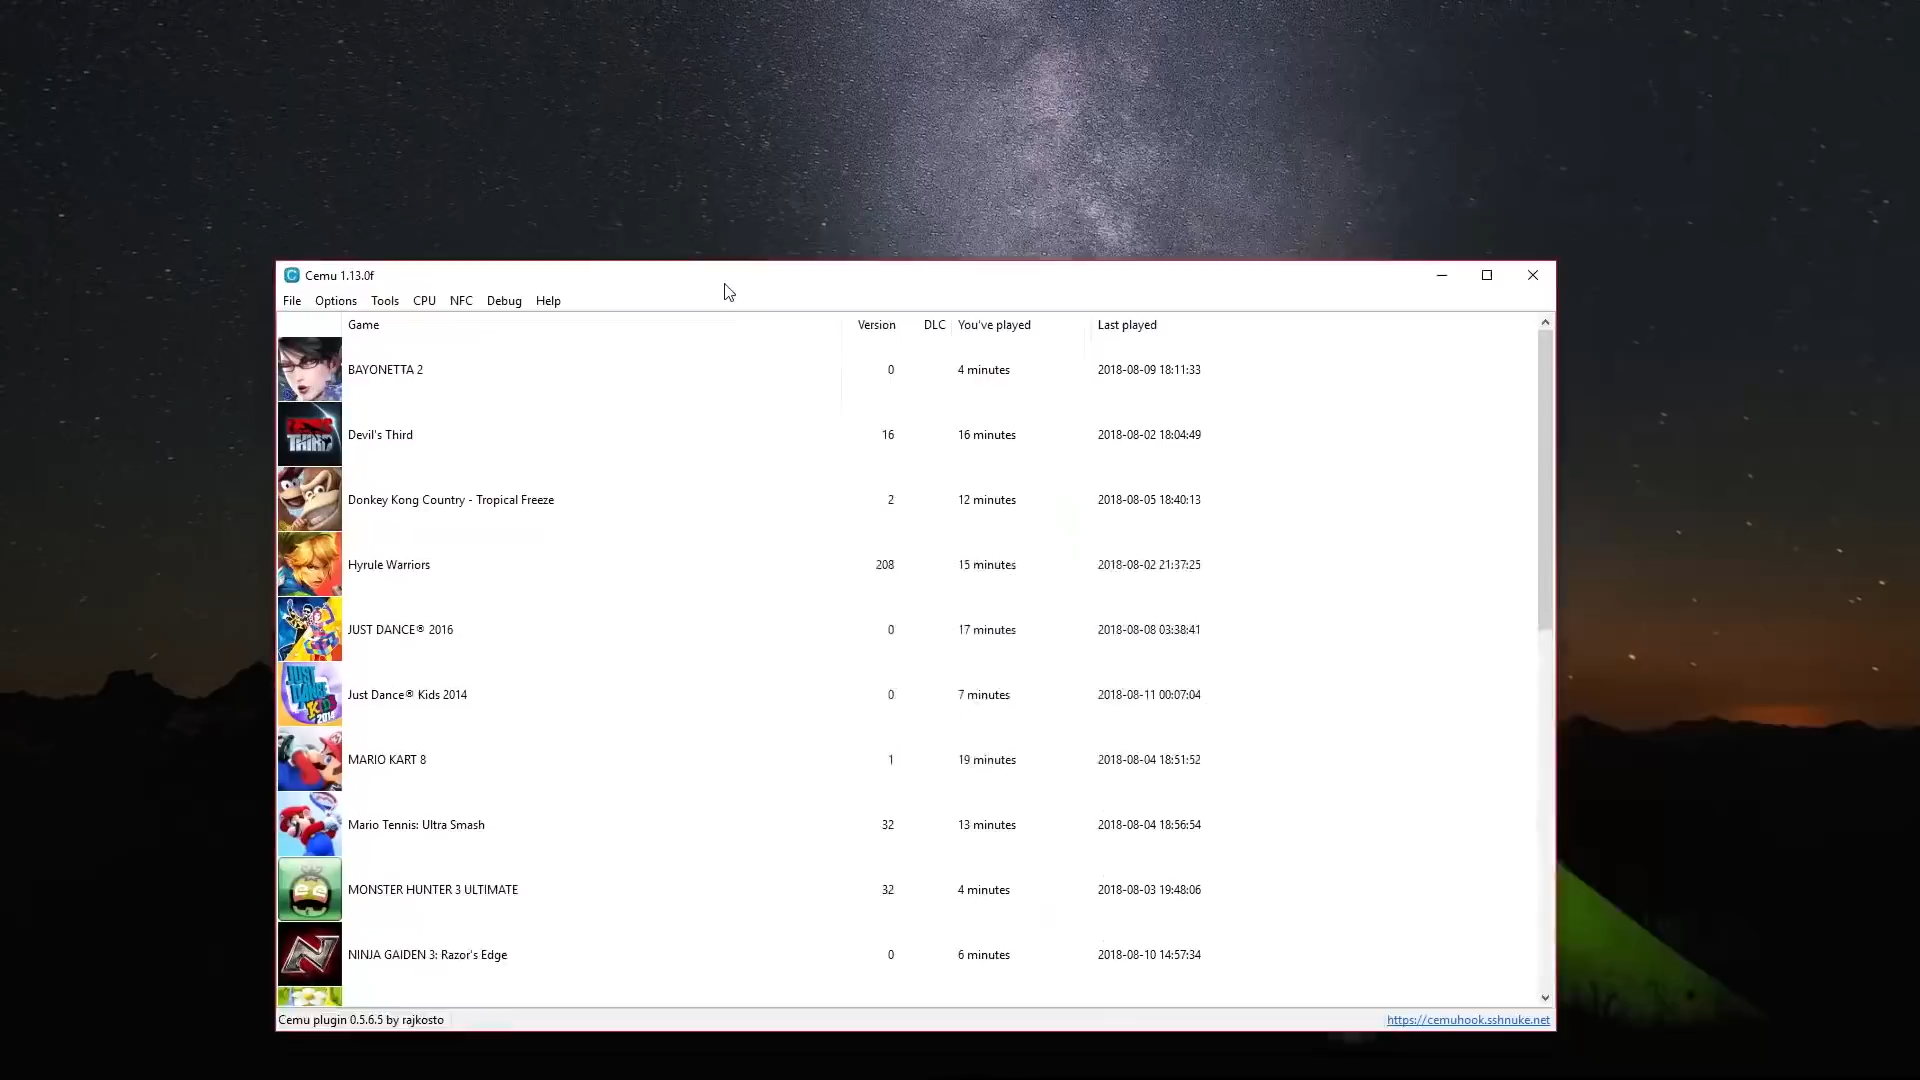 Cemu 1.13.0f
File Options Tools CPU NFC Debug Help
Game Version DLC You've played Last played
BAYONETTA 2 0 4 minutes 2018-08-09 18:11:33
THIRD
Devil's Third 16 16 minutes 2018-08-02 18:04:49
Donkey Kong Country - Tropical Freeze 2 12 minutes 2018-08-05 18:40:13
Hyrule Warriors 208 15 minutes 2018-08-02 21:37:25
JUST DANCE® 2016 0 17 minutes 2018-08-08 03:38:41
JUST DANCE KIDS 2014
Just Dance® Kids 2014 0 7 minutes 2018-08-11 00:07:04
MARIO KART 8 1 19 minutes 2018-08-04 18:51:52
Mario Tennis: Ultra Smash 32 13 minutes 2018-08-04 18:56:54
MONSTER HUNTER 3 ULTIMATE 32 4 minutes 2018-08-03 19:48:06
N
NINJA GAIDEN 3: Razor's Edge 0 6 minutes 2018-08-10 14:57:34
Cemu plugin 0.5.6.5 by rajkosto https://cemuhook.sshnuke.net